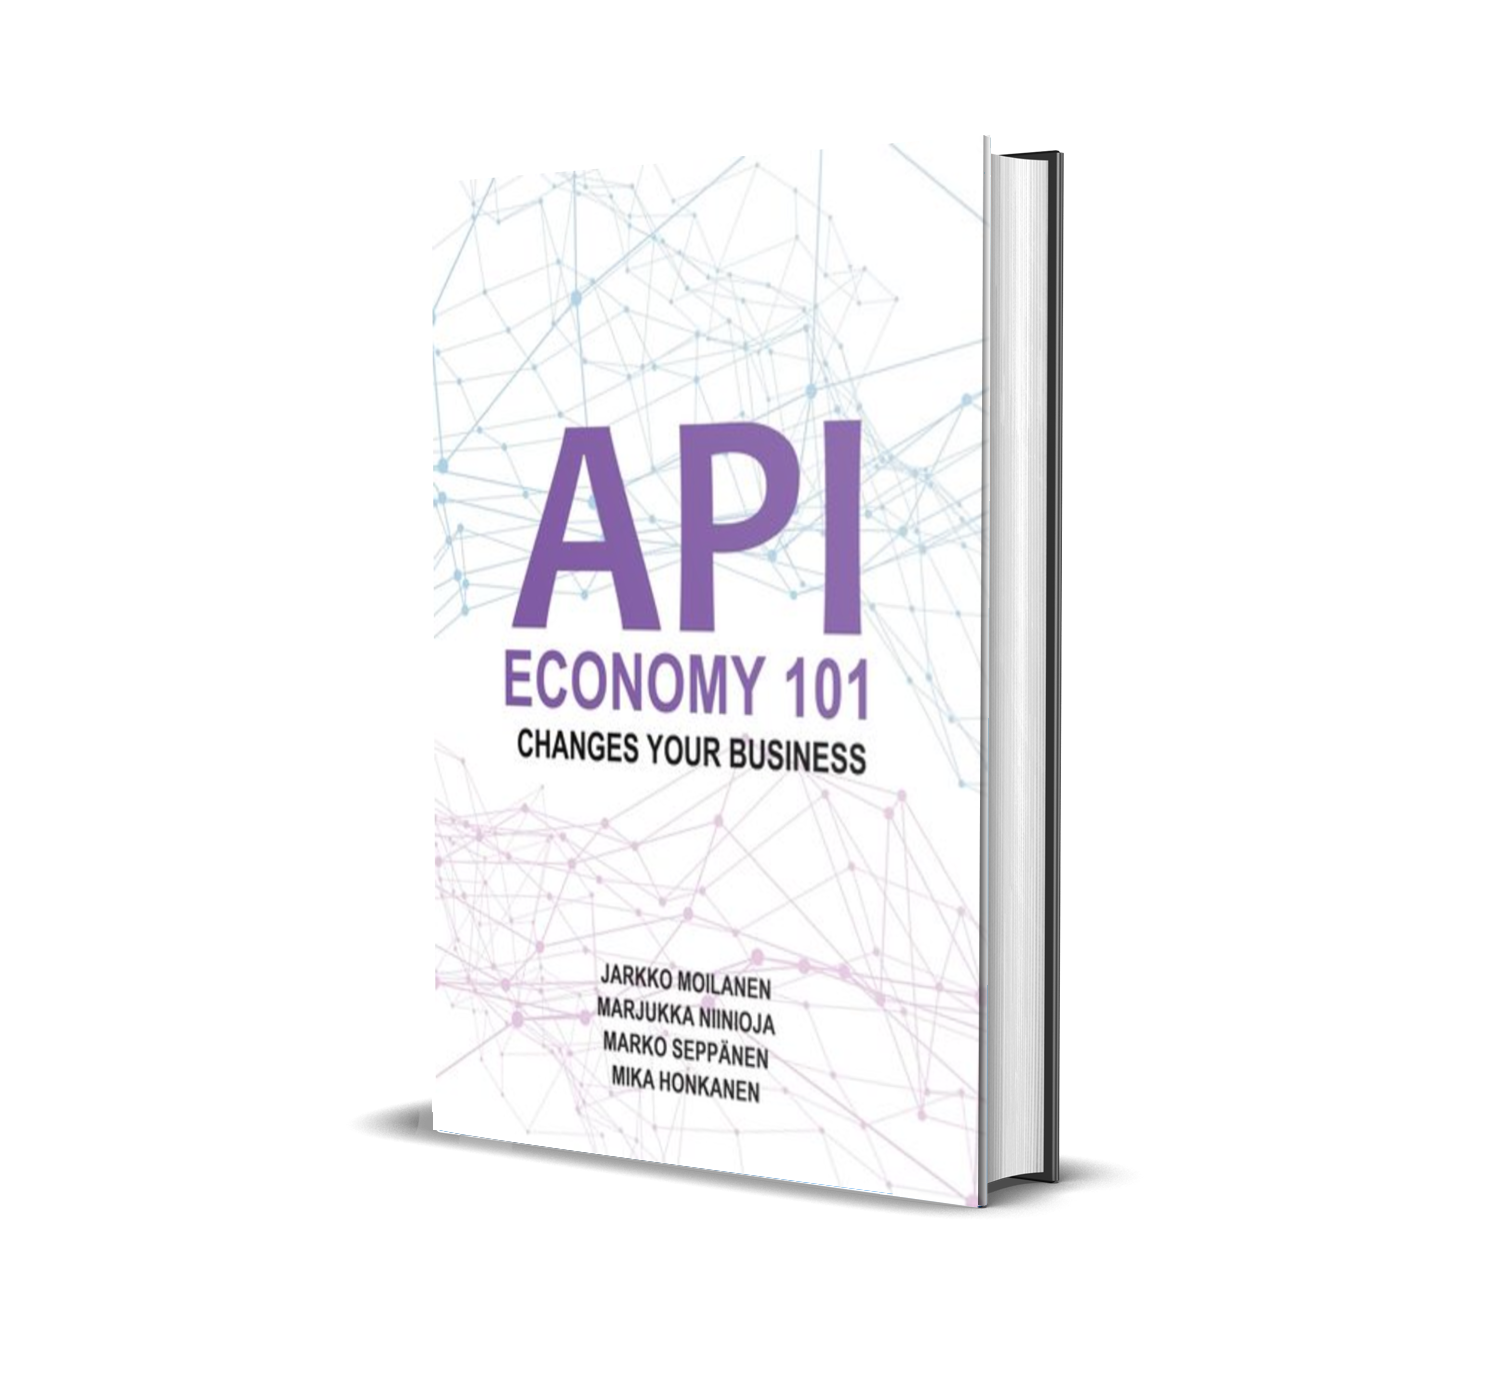 API
ECONOMY 101
CHANGES YOUR BUSINESS
JARKKO MOILANEN
MARJUKKA NIINIOJA
MARKO SEPPÄNEN
MIKA HONKANEN